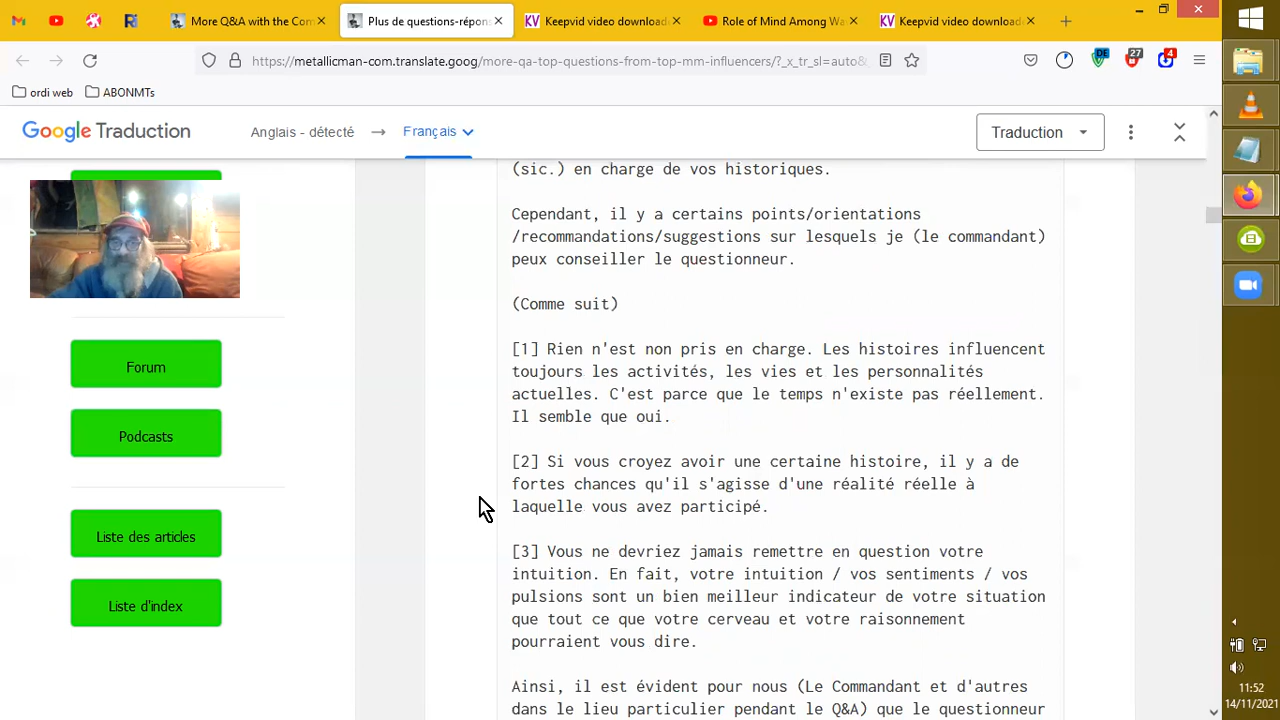 More Q&A with the Com
Plus de questions-répons
Keepvid video download
Role of Mind Among Wa
Keepvid video download
https://metallicman-com.translate.goog/more-qa-top-questions-from-top-mm-influencers/?_x_tr_sl=auto&
DE
27
4
ordi web
ABONMTs
Google Traduction
Anglais - détecté
Français
Traduction
(sic.) en charge de vos historiques.
Cependant, il y a certains points/orientations
/recommandations/suggestions sur lesquels je (le commandant)
peux conseiller le questionneur.
(Comme suit)
[1] Rien n'est non pris en charge. Les histoires influencent
toujours les activités, les vies et les personnalités
actuelles. C'est parce que le temps n'existe pas réellement.
Il semble que oui.
[2] Si vous croyez avoir une certaine histoire, il y a de
fortes chances qu'il s'agisse d'une réalité réelle à
laquelle vous avez participé.
[3] Vous ne devriez jamais remettre en question votre
intuition. En fait, votre intuition / vos sentiments / vos
pulsions sont un bien meilleur indicateur de votre situation
que tout ce que votre cerveau et votre raisonnement
pourraient vous dire.
Ainsi, il est évident pour nous (Le Commandant et d'autres
dans le lieu particulier pendant le Q&A) que le questionneur
Forum
Podcasts
Liste des articles
Liste d'index
11:52
14/11/2021